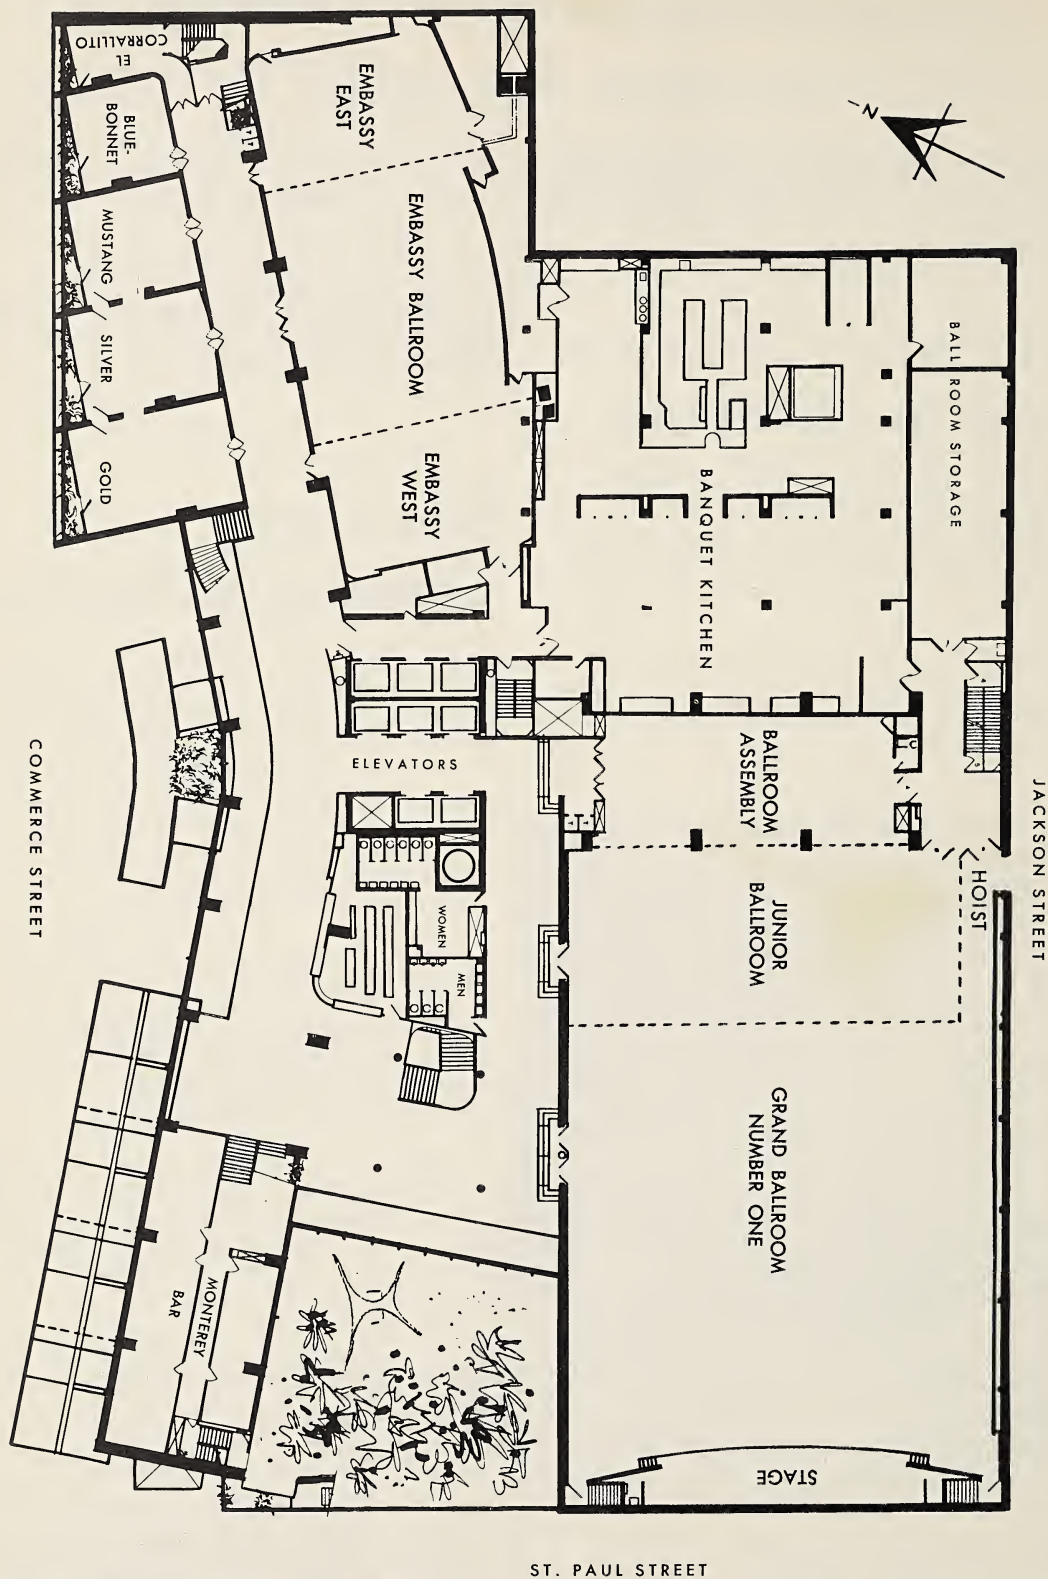 EL
CORRALITO
BLUE-
BONNET
MUSTANG
SILVER
GOLD
EMBASSY
EAST
EMBASSY BALLROOM
EMBASSY
WEST
N
BALL ROOM STORAGE
BANQUET KITCHEN
ELEVATORS
BALLROOM
ASSEMBLY
HOIST
JUNIOR
BALLROOM
WOMEN
MEN
GRAND BALLROOM
NUMBER ONE
MONTEREY
BAR
STAGE
COMMERCE STREET
JACKSON STREET
ST. PAUL STREET